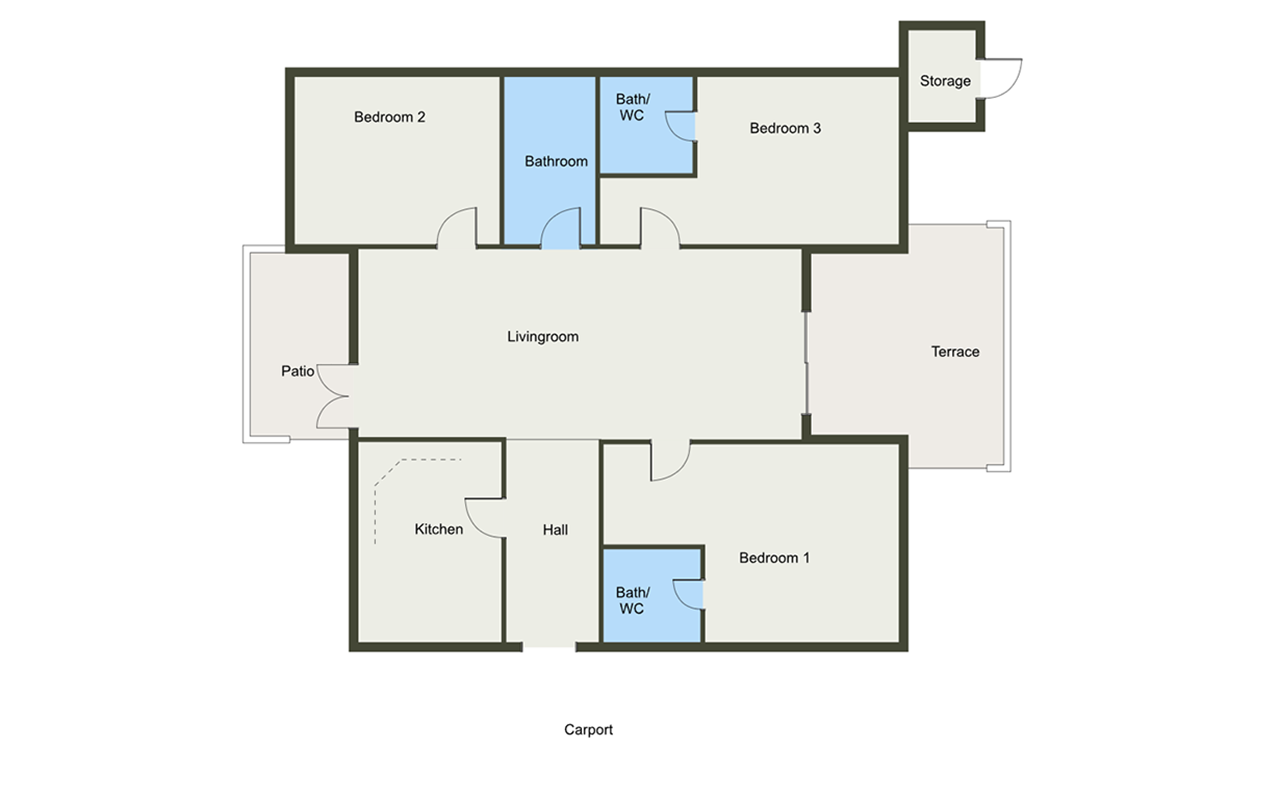 Storage
Bedroom 2
Bath/
WC
Bedroom 3
Bathroom
Livingroom
Terrace
Patio
Kitchen
Hall
Bedroom 1
Bath/
WC
Carport